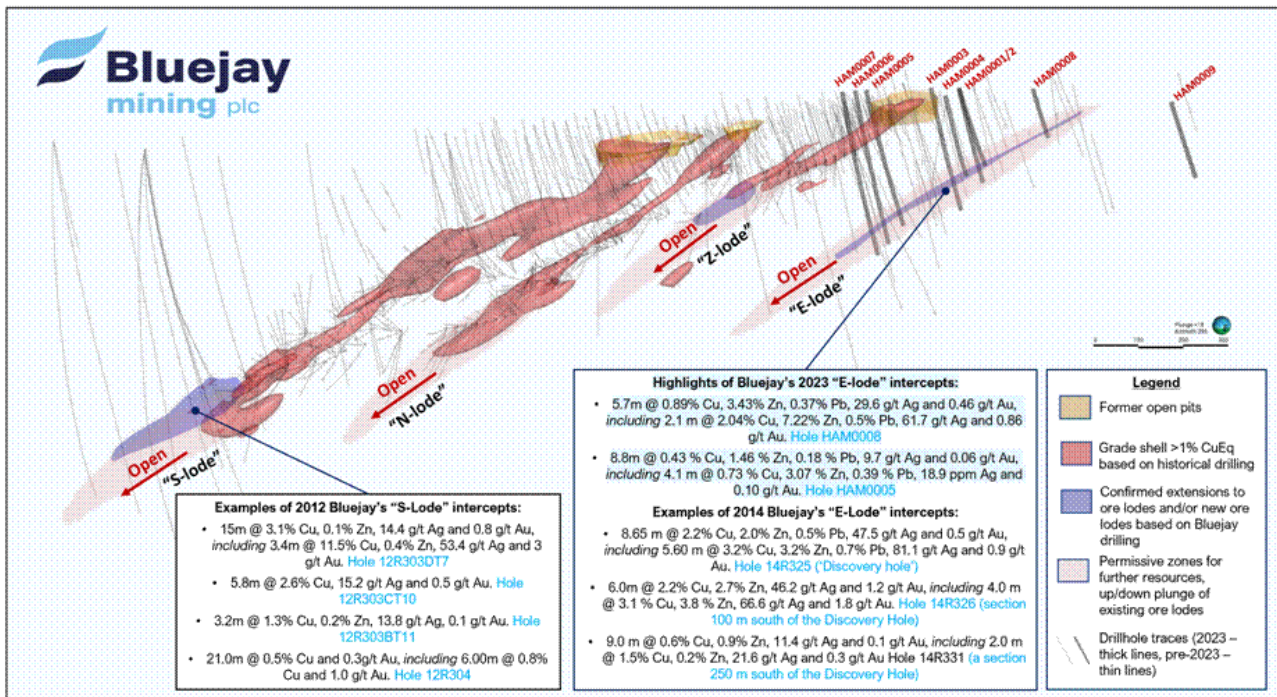 Bluejay
mining plc
HAM0007
HAM0006
HAM0005
HAM0003
HAM0004
HAM0001/2
HAM0008
HAM0009
Open
"Z-lode"
Open
"E-lode"
Open
"N-lode"
Open
"S-lode"
Examples of 2012 Bluejay's "S-Lode" intercepts:
• 15m @ 3.1% Cu, 0.1% Zn, 14.4 g/t Ag and 0.8 g/t Au,
including 3.4m @ 11.5% Cu, 0.4% Zn, 53.4 g/t Ag and 3
g/t Au. Hole 12R303DT7
• 5.8m @ 2.6% Cu, 15.2 g/t Ag and 0.5 g/t Au. Hole
12R303CT10
• 3.2m @ 1.3% Cu, 0.2% Zn, 13.8 g/t Ag, 0.1 g/t Au. Hole
12R303BT11
• 21.0m @ 0.5% Cu and 0.3g/t Au, including 6.00m @ 0.8%
Cu and 1.0 g/t Au. Hole 12R304
Highlights of Bluejay's 2023 "E-lode" intercepts:
• 5.7m @ 0.89% Cu, 3.43% Zn, 0.37% Pb, 29.6 g/t Ag and 0.46 g/t Au,
including 2.1 m @ 2.04% Cu, 7.22% Zn, 0.5% Pb, 61.7 g/t Ag and 0.86
g/t Au. Hole HAM0008
• 8.8m @ 0.43 % Cu, 1.46 % Zn, 0.18 % Pb, 9.7 g/t Ag and 0.06 g/t Au,
including 4.1 m @ 0.73 % Cu, 3.07 % Zn, 0.39 % Pb, 18.9 ppm Ag and
0.10 g/t Au. Hole HAM0005
Examples of 2014 Bluejay's "E-Lode" intercepts:
• 8.65 m @ 2.2% Cu, 2.0% Zn, 0.5% Pb, 47.5 g/t Ag and 0.5 g/t Au,
including 5.60 m @ 3.2% Cu, 3.2% Zn, 0.7% Pb, 81.1 g/t Ag and 0.9 g/t
Au. Hole 14R325 ('Discovery hole')
• 6.0m @ 2.2% Cu, 2.7% Zn, 46.2 g/t Ag and 1.2 g/t Au, including 4.0 m
@ 3.1 % Cu, 3.8 % Zn, 66.6 g/t Ag and 1.8 g/t Au. Hole 14R326 (section
100 m south of the Discovery Hole)
• 9.0 m @ 0.6% Cu, 0.9% Zn, 11.4 g/t Ag and 0.1 g/t Au, including 2.0 m
@ 1.5% Cu, 0.2% Zn, 21.6 g/t Ag and 0.3 g/t Au Hole 14R331 (a section
250 m south of the Discovery Hole)
Legend
Former open pits
Grade shell >1% CuEq
based on historical drilling
Confirmed extensions to
ore lodes and/or new ore
lodes based on Bluejay
drilling
Permissive zones for
further resources,
up/down plunge of
existing ore lodes
Drillhole traces (2023 –
thick lines, pre-2023 –
thin lines)